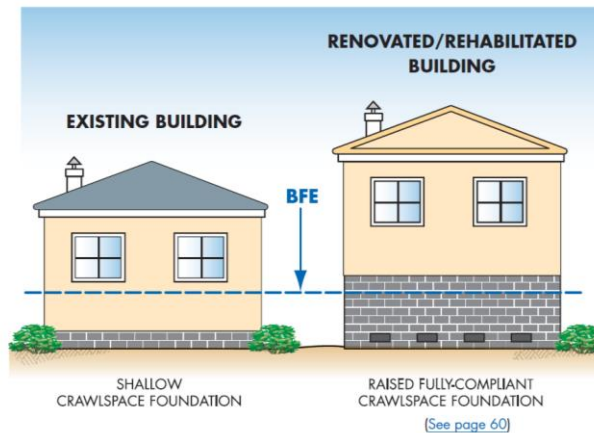 EXISTING BUILDING
RENOVATED/REHABILITATED
BUILDING
BFE
SHALLOW
CRAWLSPACE FOUNDATION
RAISED FULLY-COMPLIANT
CRAWLSPACE FOUNDATION
(See page 60)